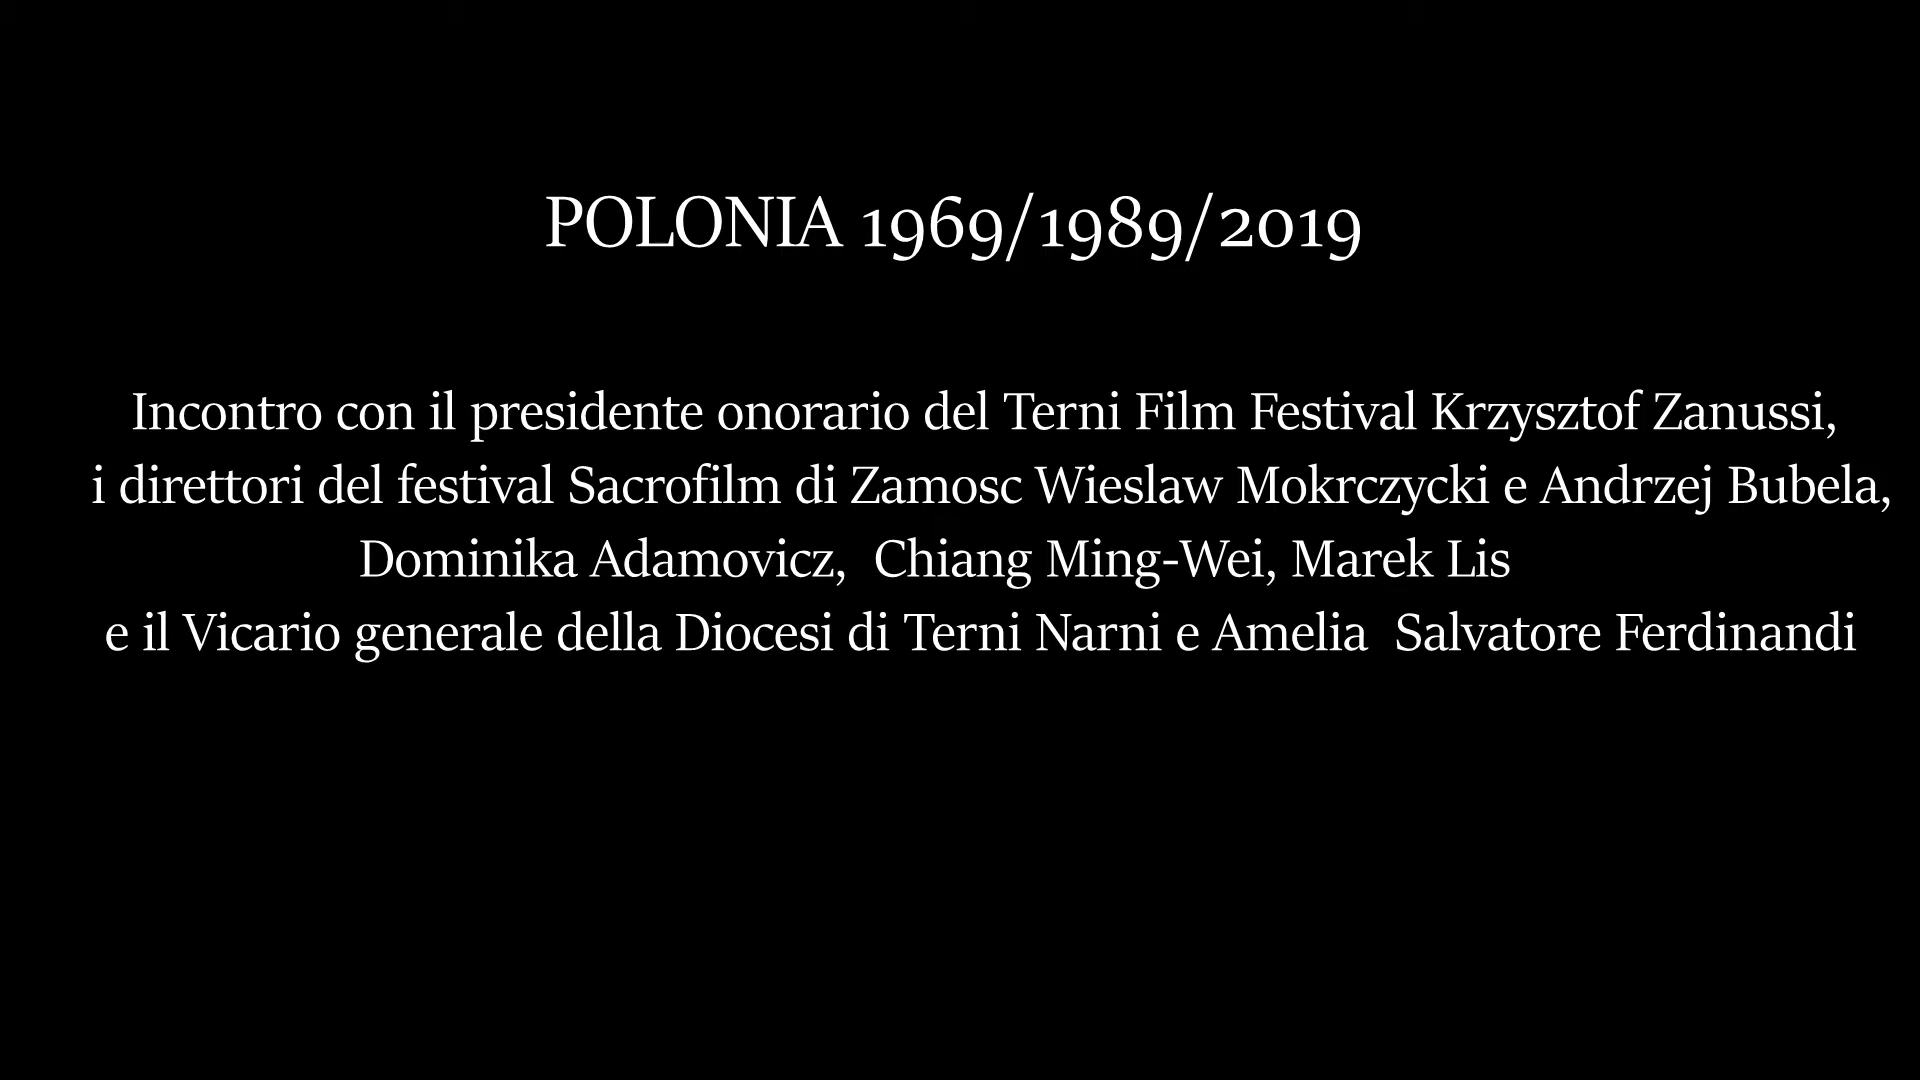 POLONIA 1969/1989/2019
Incontro con il presidente onorario del Terni Film Festival Krzysztof Zanussi,
i direttori del festival Sacrofilm di Zamosc Wieslaw Mokrczycki e Andrzej Bubela,
Dominika Adamovicz,  Chiang Ming-Wei, Marek Lis
e il Vicario generale della Diocesi di Terni Narni e Amelia  Salvatore Ferdinandi